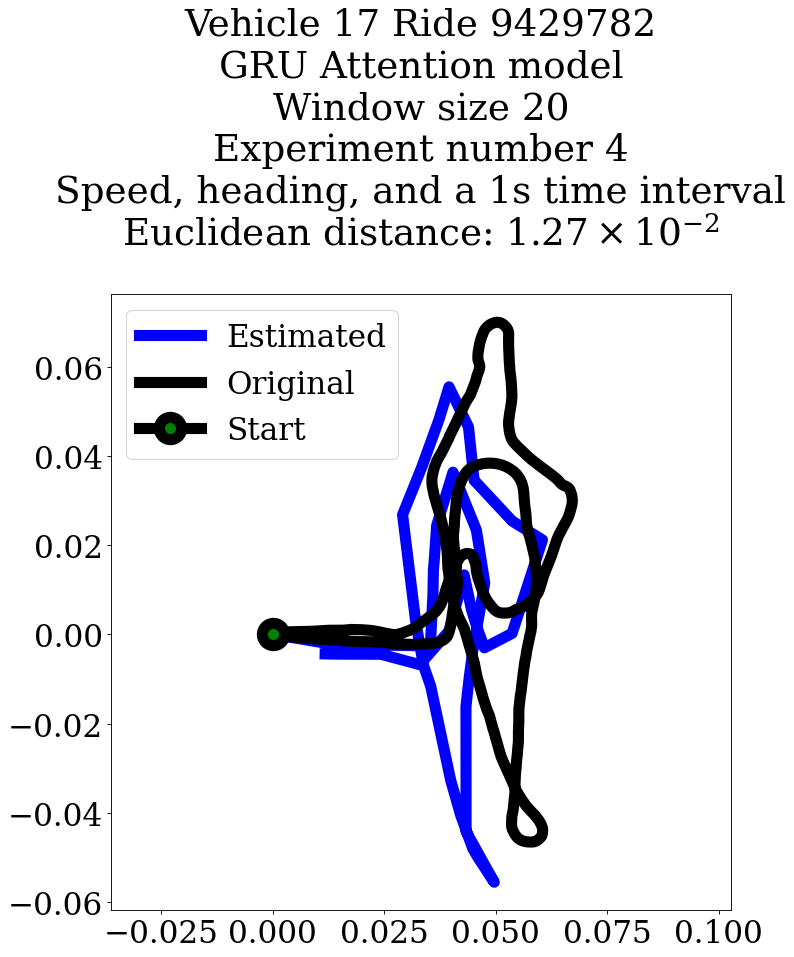 Vehicle 17 Ride 9429782
GRU Attention model
Window size 20
Experiment number 4
Speed, heading, and a 1s time interval
Euclidean distance: 1.27 × 10⁻²
Estimated
Original
Start
0.06
0.04
0.02
0.00
−0.02
−0.04
−0.06
−0.025 0.000 0.025 0.050 0.075 0.100